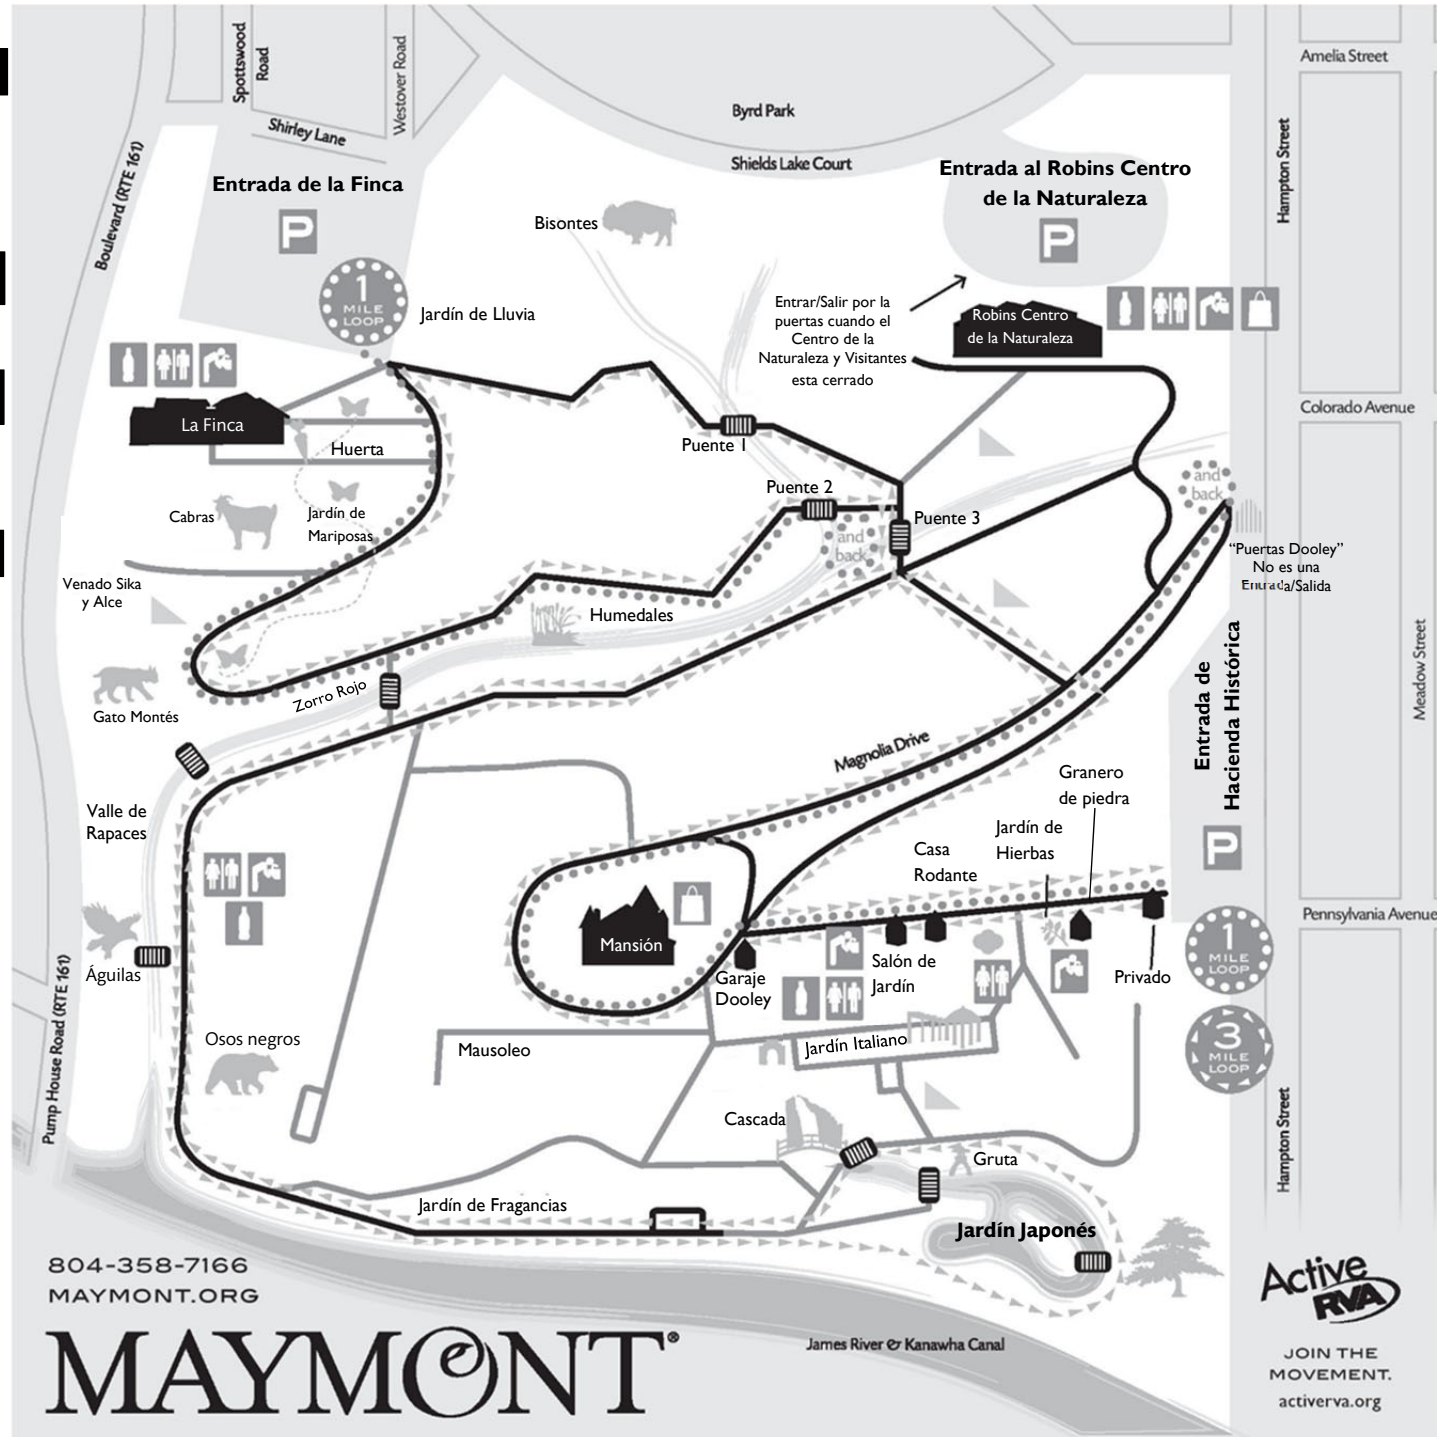 Spottswood
Road
Westover Road
Shirley Lane
Boulevard (RTE 161)
Byrd Park
Shields Lake Court
Amelia Street
Hampton Street
Entrada de la Finca
P
Entrada al Robins Centro
de la Naturaleza
P
Bisontes
1
MILE
LOOP
Jardín de Lluvia
Entrar/Salir por la
puertas cuando el
Centro de la
Naturaleza y Visitantes
esta cerrado
Robins Centro
de la Naturaleza
Colorado Avenue
La Finca
Huerta
Puente 1
Puente 2
Puente 3
and
back
and
back
Cabras
Jardín de
Mariposas
"Puertas Dooley"
No es una
Entrada/Salida
Venado Sika
y Alce
Humedales
Zorro Rojo
Gato Montés
Entrada de
Hacienda Histórica
P
Meadow Street
Magnolia Drive
Granero
de piedra
Jardín de
Hierbas
Casa
Rodante
Valle de
Rapaces
Mansión
Pennsylvania Avenue
1
MILE
LOOP
Águilas
Garaje
Dooley
Salón de
Jardín
Privado
Pump House Road (RTE 161)
Osos negros
Mausoleo
Jardín Italiano
3
MILE
LOOP
Cascada
Gruta
Hampton Street
Jardín de Fragancias
Jardín Japonés
804-358-7166
MAYMONT.ORG
MAYMONT®
James River & Kanawha Canal
Active
RVA
JOIN THE
MOVEMENT.
activerva.org